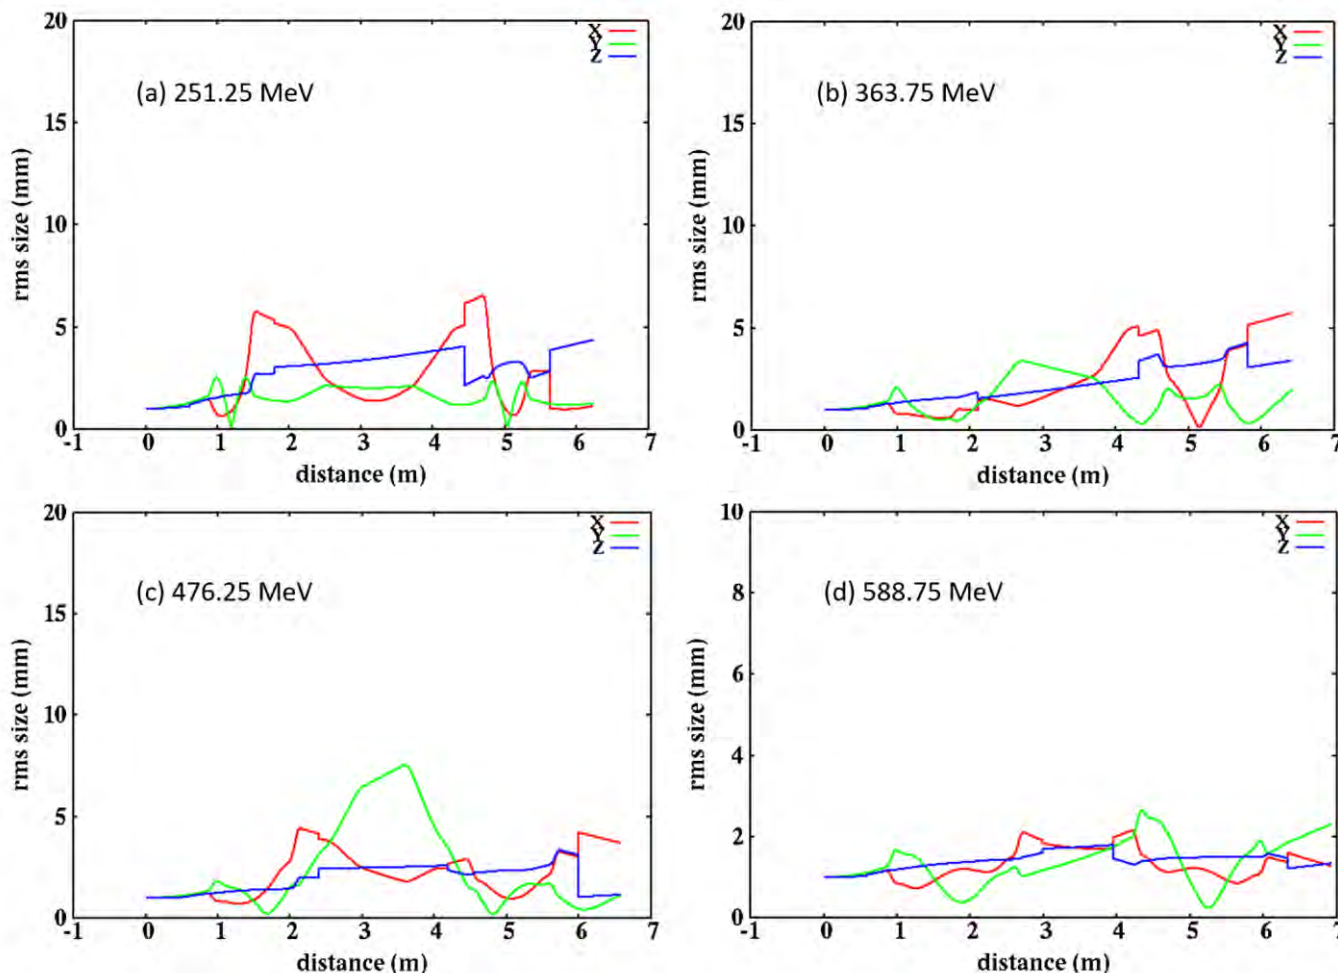 20
15
10
5
0
-1 0 1 2 3 4 5 6 7
rms size (mm)
distance (m)
X
Y
Z
(a) 251.25 MeV
20
15
10
5
0
-1 0 1 2 3 4 5 6 7
rms size (mm)
distance (m)
X
Y
Z
(b) 363.75 MeV
20
15
10
5
0
-1 0 1 2 3 4 5 6 7
rms size (mm)
distance (m)
X
Y
Z
(c) 476.25 MeV
10
8
6
4
2
0
-1 0 1 2 3 4 5 6 7
rms size (mm)
distance (m)
X
Y
Z
(d) 588.75 MeV